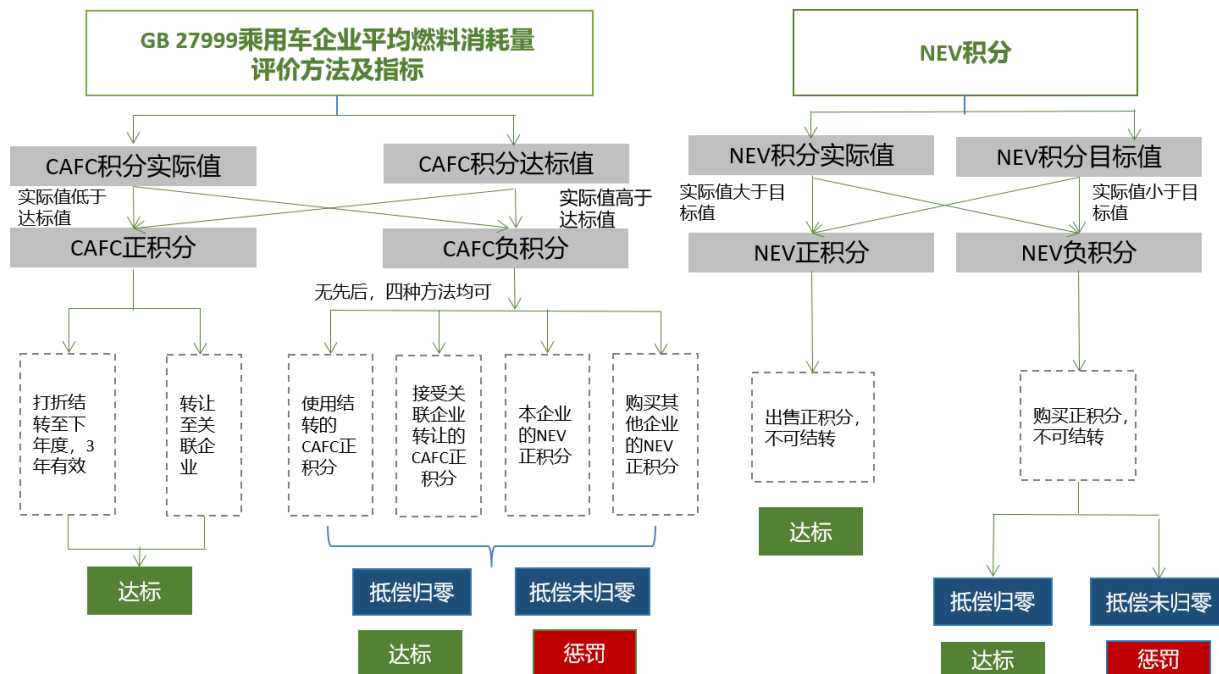 GB 27999乘用车企业平均燃料消耗量
评价方法及指标
NEV积分
CAFC积分实际值
CAFC积分达标值
NEV积分实际值
NEV积分目标值
实际值低于
达标值
实际值高于
达标值
实际值大于目
标值
实际值小于目
标值
CAFC正积分
CAFC负积分
NEV正积分
NEV负积分
无先后，四种方法均可
打折结
转至下
年度，3
年有效
转让
至关
联企
业
使用结
转的
CAFC正
积分
接受关
联企业
转让的
CAFC正
积分
本企业
的NEV
正积分
购买其
他企业
的NEV
正积分
出售正积分，
不可结转
购买正积分，
不可结转
达标
抵偿归零
抵偿未归零
达标
惩罚
达标
抵偿归零
抵偿未归零
达标
惩罚